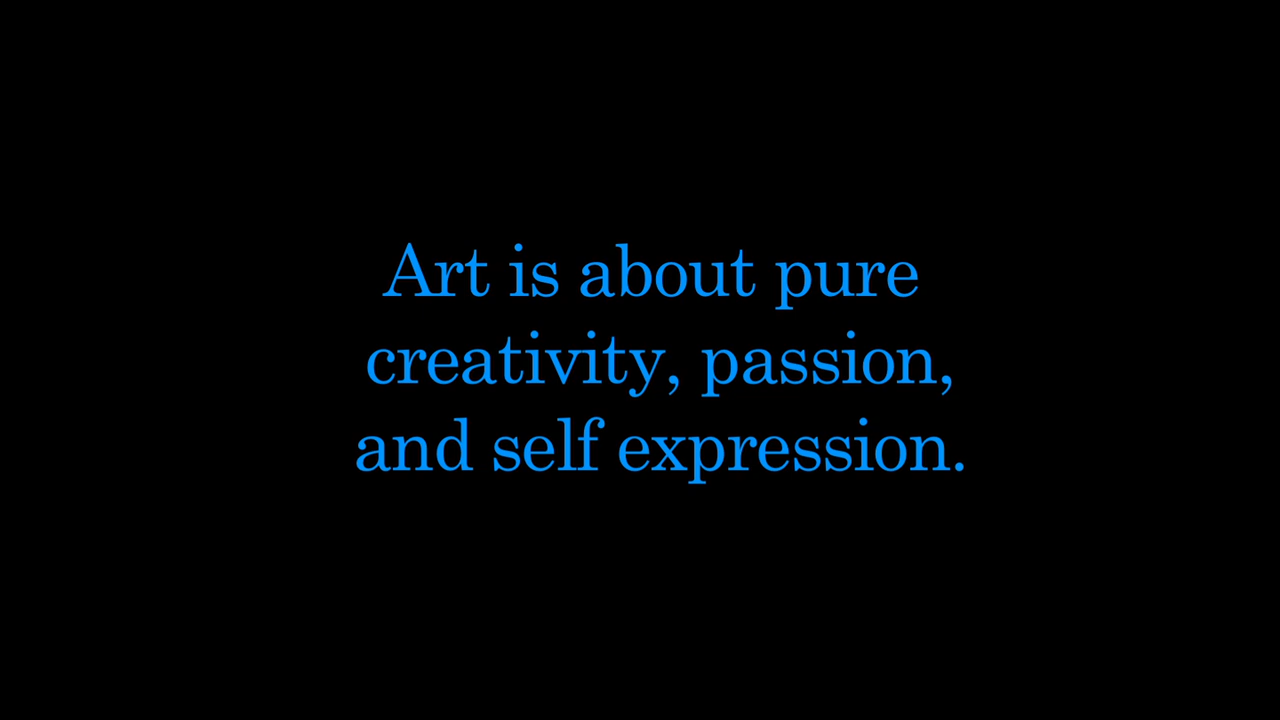 Art is about pure
creativity, passion,
and self expression.